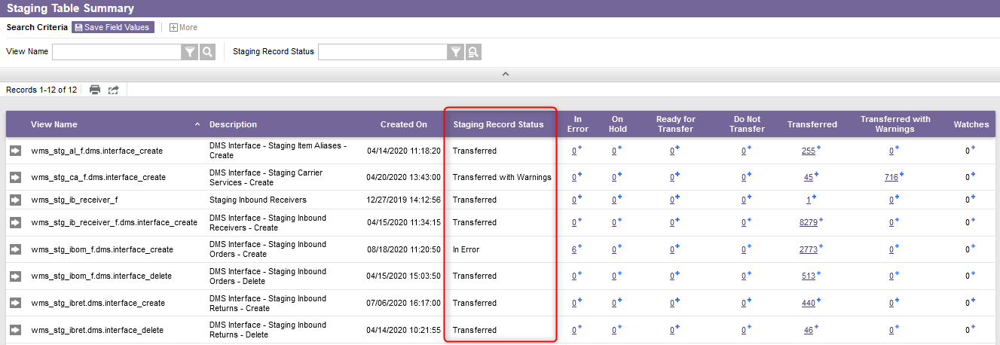 Staging Table Summary
Search Criteria Save Field Values More
View Name Staging Record Status
Records 1-12 of 12
View Name Description Created On Staging Record Status In Error On Hold Ready for Transfer Do Not Transfer Transferred Transferred with Warnings Watches
wms_stg_al_f.dms.interface_create DMS Interface - Staging Item Aliases - Create 04/14/2020 11:18:20 Transferred 0+ 0+ 0+ 0+ 255+ 0+ 0+
wms_stg_ca_f.dms.interface_create DMS Interface - Staging Carrier Services - Create 04/20/2020 13:43:00 Transferred with Warnings 0+ 0+ 0+ 0+ 45+ 716+ 0+
wms_stg_ib_receiver_f Staging Inbound Receivers 12/27/2019 14:12:56 Transferred 0+ 0+ 0+ 0+ 1+ 0+ 0+
wms_stg_ib_receiver_f.dms.interface_create DMS Interface - Staging Inbound Receivers - Create 04/15/2020 11:34:15 Transferred 0+ 0+ 0+ 0+ 8279+ 0+ 0+
wms_stg_ibom_f.dms.interface_create DMS Interface - Staging Inbound Orders - Create 08/18/2020 11:20:50 In Error 6+ 0+ 0+ 0+ 2773+ 0+ 0+
wms_stg_ibom_f.dms.interface_delete DMS Interface - Staging Inbound Orders - Delete 04/15/2020 15:03:50 Transferred 0+ 0+ 0+ 0+ 513+ 0+ 0+
wms_stg_ibret.dms.interface_create DMS Interface - Staging Inbound Returns - Create 07/06/2020 16:17:00 Transferred 0+ 0+ 0+ 0+ 440+ 0+ 0+
wms_stg_ibret.dms.interface_delete DMS Interface - Staging Inbound Returns - Delete 04/14/2020 10:21:55 Transferred 0+ 0+ 0+ 0+ 46+ 0+ 0+